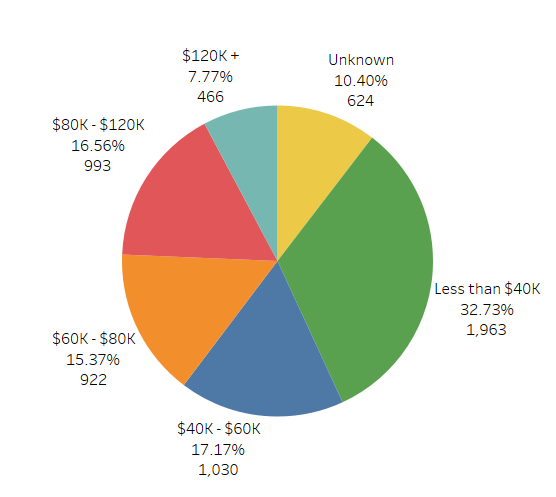 $120K +
7.77%
466
Unknown
10.40%
624
$80K - $120K
16.56%
993
Less than $40K
32.73%
1,963
$60K - $80K
15.37%
922
$40K - $60K
17.17%
1,030